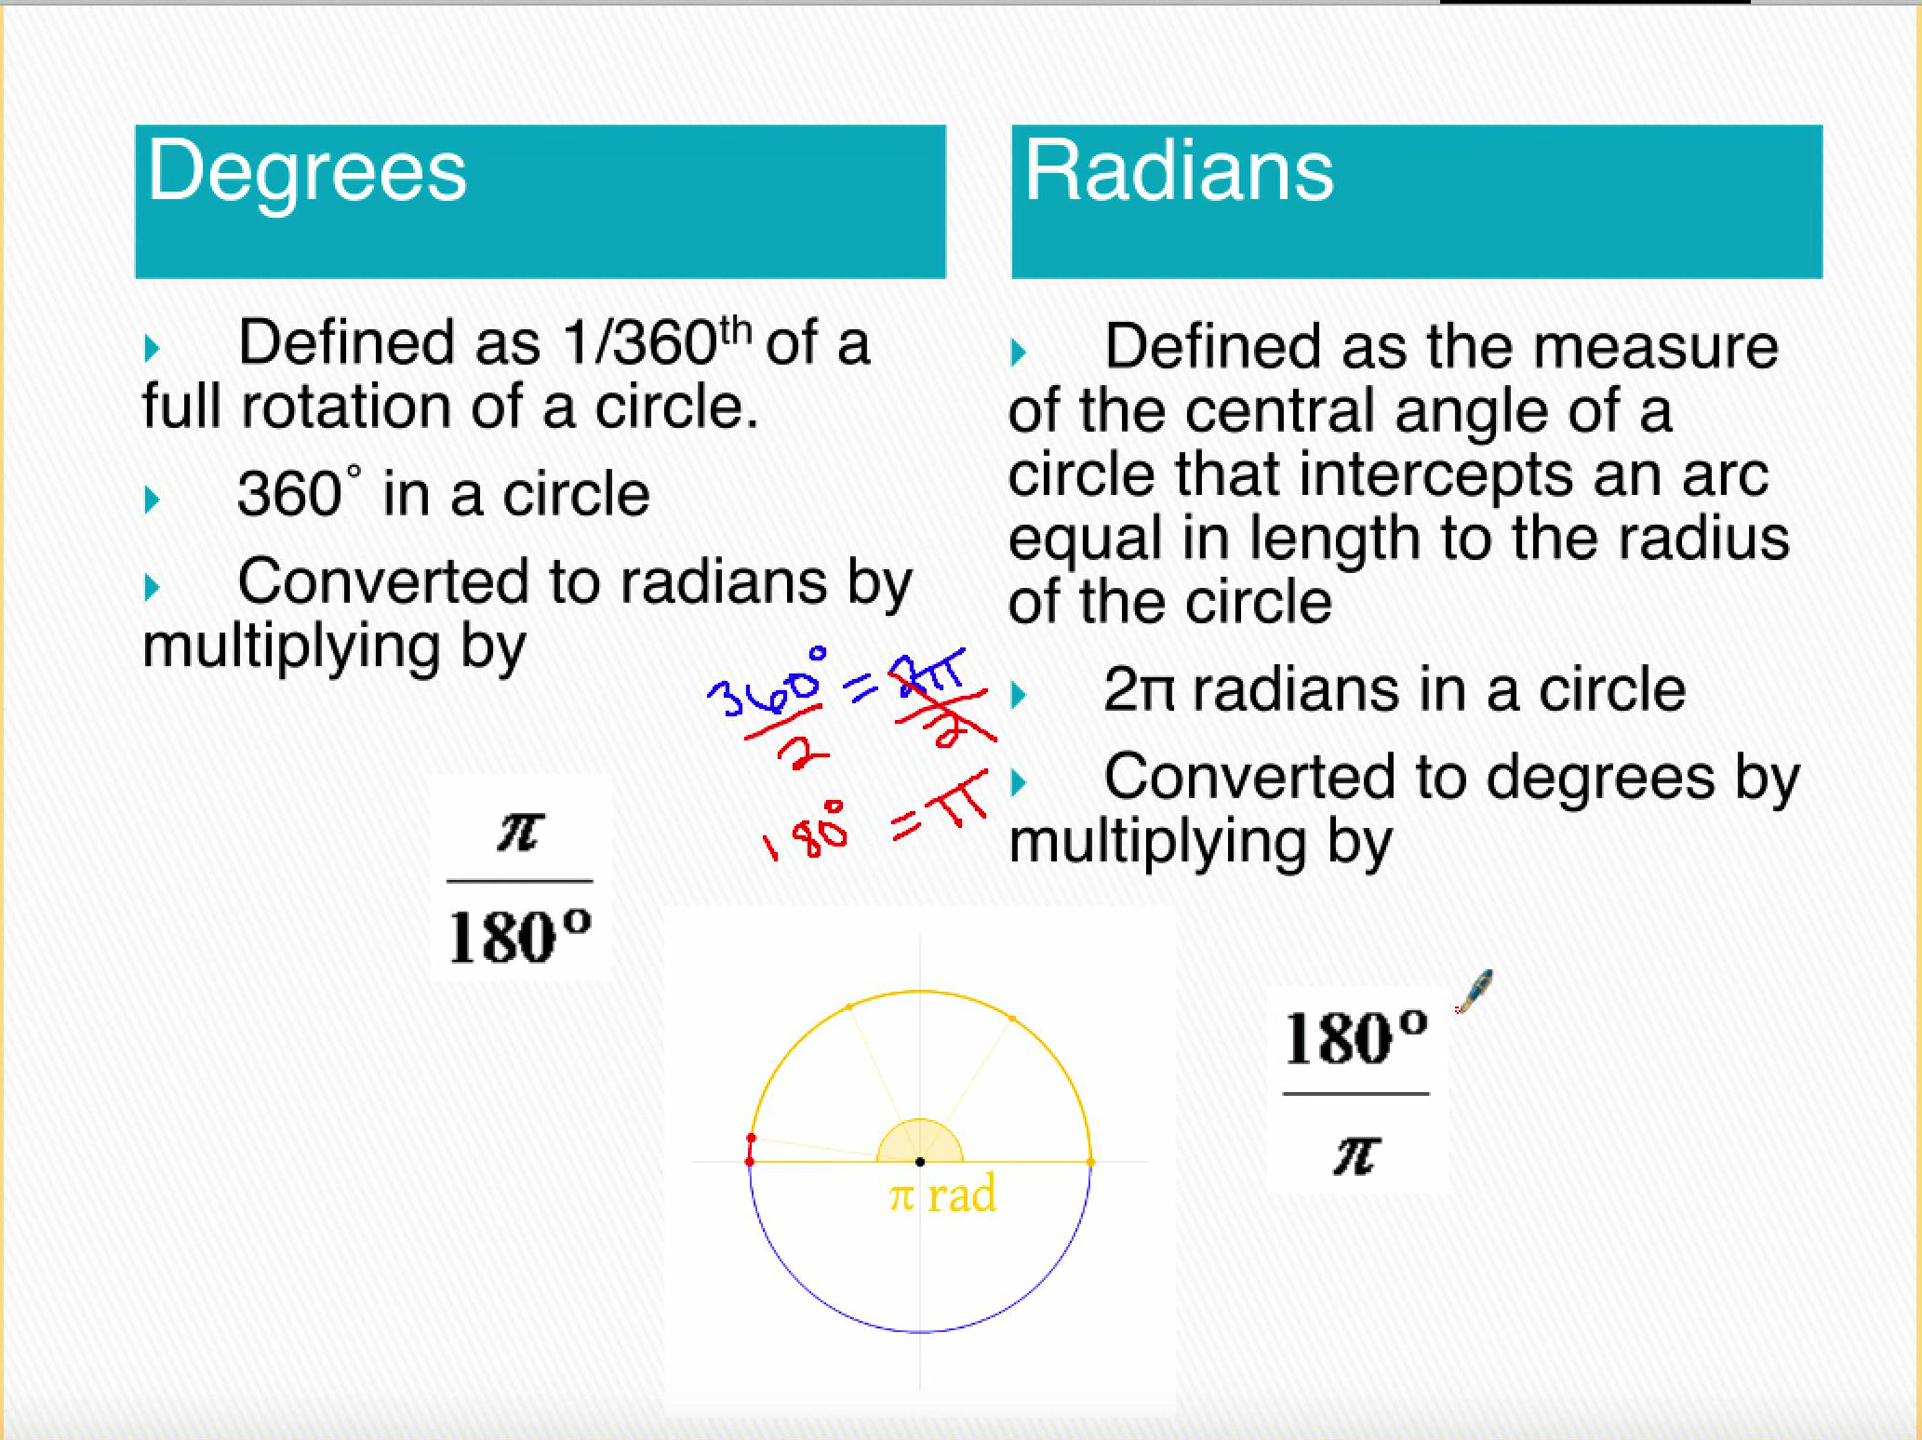 Degrees
Defined as 1/360th of a
full rotation of a circle.
360° in a circle
Converted to radians by
multiplying by
π
180°
360° = 2π
2 2
180° = π
Radians
Defined as the measure
of the central angle of a
circle that intercepts an arc
equal in length to the radius
of the circle
2π radians in a circle
Converted to degrees by
multiplying by
180°
π
π rad